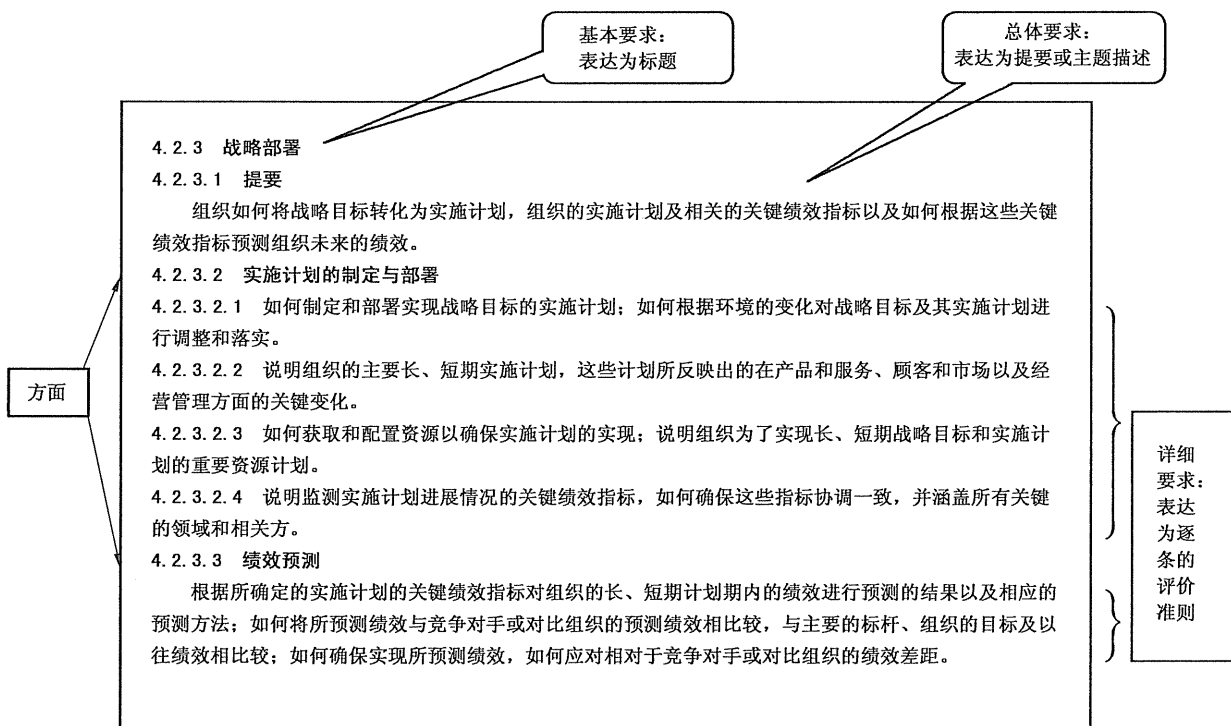 基本要求：
表达为标题
总体要求：
表达为提要或主题描述
4.2.3 战略部署
4.2.3.1 提要
组织如何将战略目标转化为实施计划，组织的实施计划及相关的关键绩效指标以及如何根据这些关键
绩效指标预测组织未来的绩效。
4.2.3.2 实施计划的制定与部署
4.2.3.2.1 如何制定和部署实现战略目标的实施计划；如何根据环境的变化对战略目标及其实施计划进
行调整和落实。
4.2.3.2.2 说明组织的主要长、短期实施计划，这些计划所反映出的在产品和服务、顾客和市场以及经
营管理方面的关键变化。
4.2.3.2.3 如何获取和配置资源以确保实施计划的实现；说明组织为了实现长、短期战略目标和实施计
划的重要资源计划。
4.2.3.2.4 说明监测实施计划进展情况的关键绩效指标，如何确保这些指标协调一致，并涵盖所有关键
的领域和相关方。
4.2.3.3 绩效预测
根据所确定的实施计划的关键绩效指标对组织的长、短期计划期内的绩效进行预测的结果以及相应的
预测方法；如何将所预测绩效与竞争对手或对比组织的预测绩效相比较，与主要的标杆、组织的目标及以
往绩效相比较；如何确保实现所预测绩效，如何应对相对于竞争对手或对比组织的绩效差距。
方面
详细
要求：
表达
为逐
条的
评价
准则